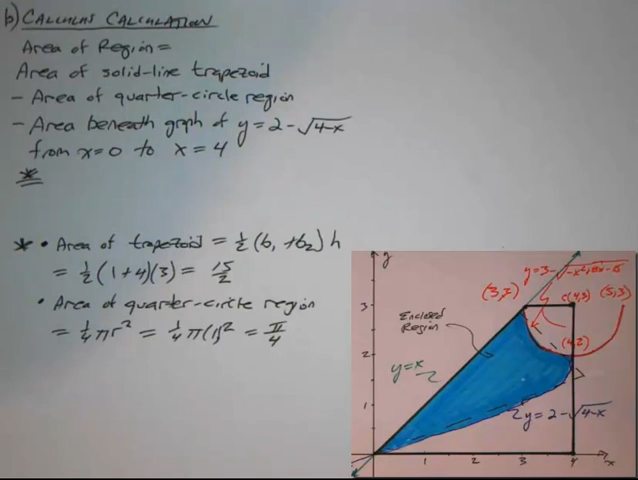 b) CALCULUS CALCULATION
Area of Region =
Area of solid-line trapezoid
- Area of quarter-circle region
- Area beneath graph of y = 2 - √4-x
from x = 0 to x = 4
*
* • Area of trapezoid = 1/2 (b₁ + b₂) h
= 1/2 (1+4)(3) = 15/2
• Area of quarter-circle region
= 1/4 πr² = 1/4 π(1)² = π/4
y
y = 3 -
(3,3)
c(4,3)
(5,3)
3
Enclosed
Region
r
(4,2)
2
y = x
2
1
y = 2 - √4-x
1 2 3 4 x